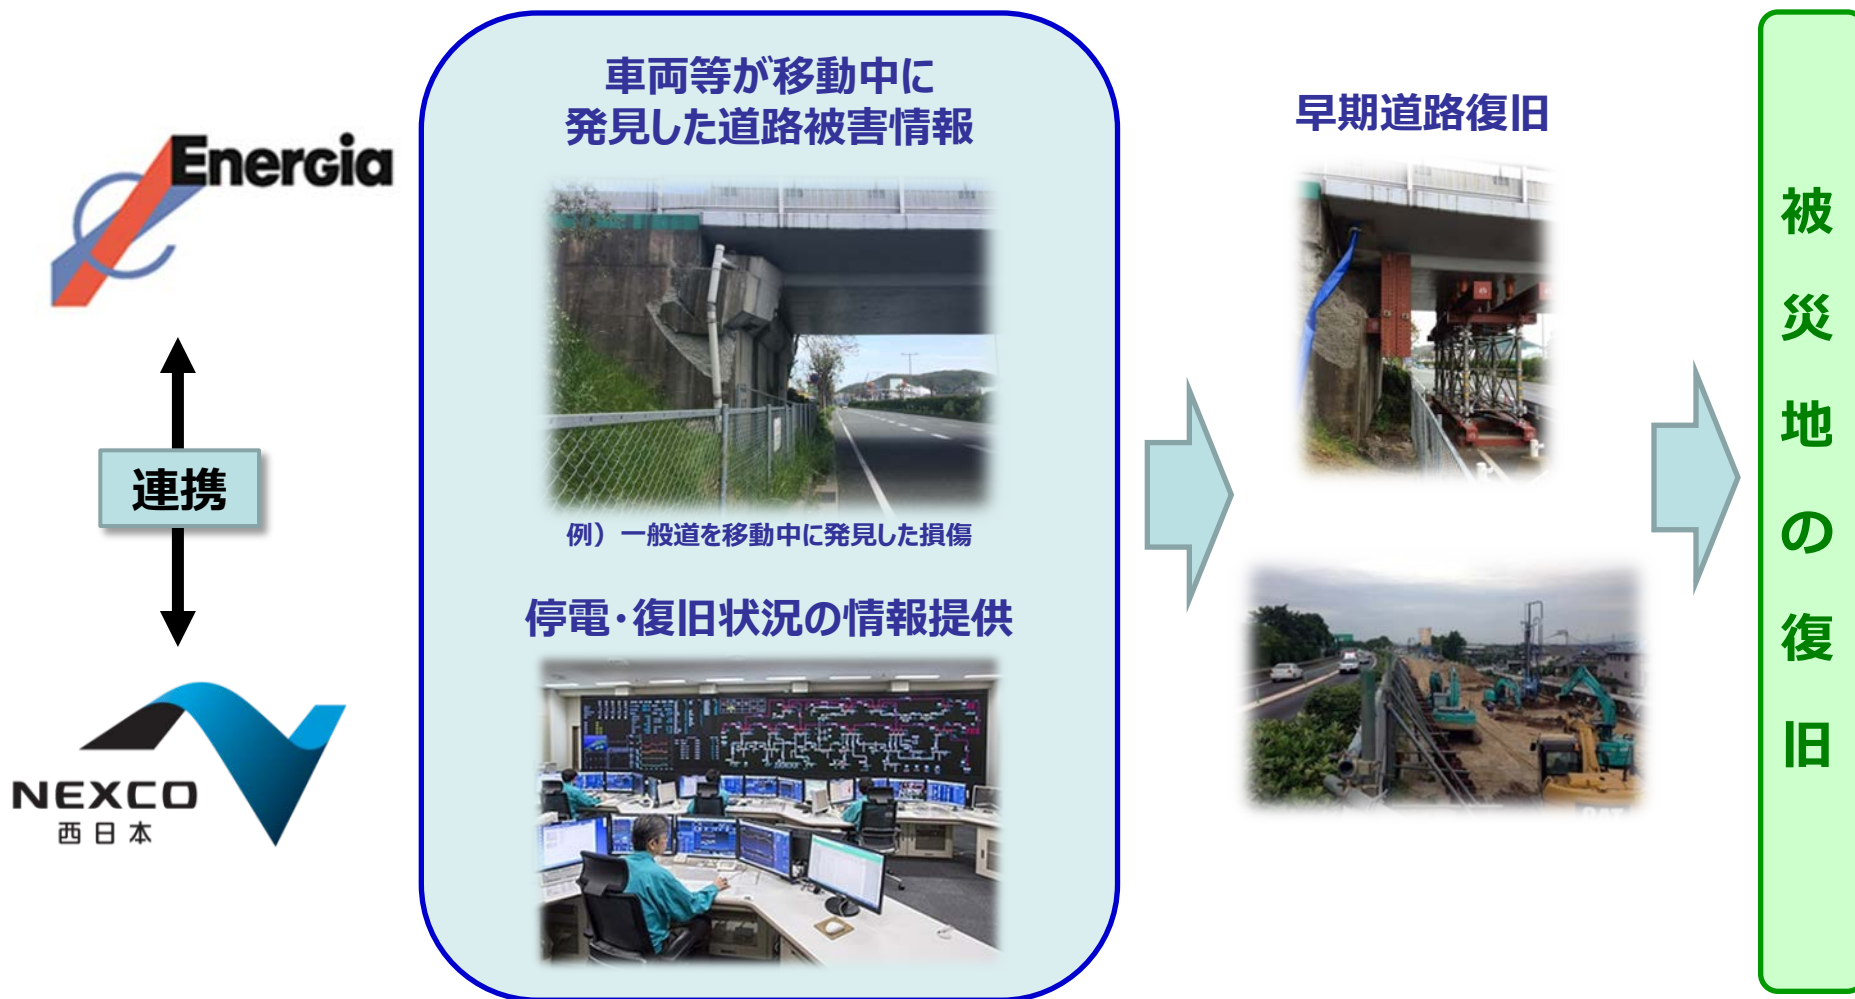 Energia
連携
NEXCO
西日本
車両等が移動中に
発見した道路被害情報
例）一般道を移動中に発見した損傷
停電・復旧状況の情報提供
早期道路復旧
CAT
被災地の復旧